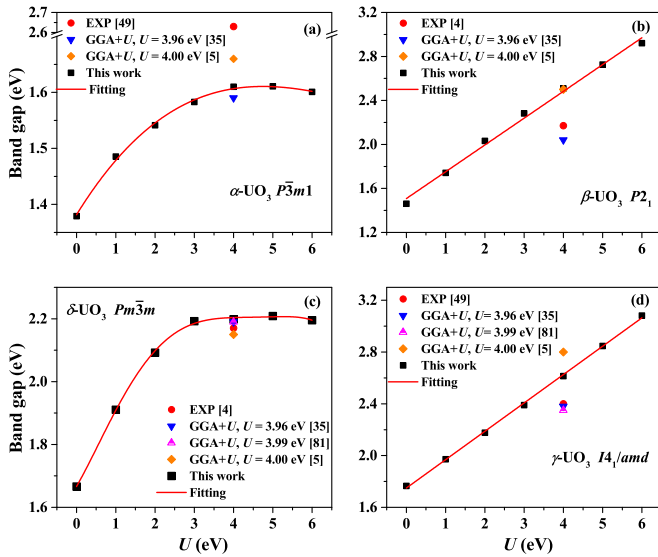 2.7
2.6
1.6
1.5
1.4
Band gap (eV)
EXP [49]
GGA+U, U = 3.96 eV [35]
GGA+U, U = 4.00 eV [5]
This work
Fitting
(a)
α-UO₃ P3̅m1
0 1 2 3 4 5 6
3.2
2.8
2.4
2.0
1.6
1.2
EXP [4]
GGA+U, U = 3.96 eV [35]
GGA+U, U = 4.00 eV [5]
This work
Fitting
(b)
β-UO₃ P2₁
0 1 2 3 4 5 6
2.2
2.0
1.8
1.6
Band gap (eV)
δ-UO₃ Pm3̅m
(c)
EXP [4]
GGA+U, U = 3.96 eV [35]
GGA+U, U = 3.99 eV [81]
GGA+U, U = 4.00 eV [5]
This work
Fitting
0 1 2 3 4 5 6
U (eV)
3.6
3.0
2.4
1.8
1.2
EXP [49]
GGA+U, U= 3.96 eV [35]
GGA+U, U= 3.99 eV [81]
GGA+U, U= 4.00 eV [5]
This work
Fitting
(d)
γ-UO₃ I4₁/amd
0 1 2 3 4 5 6
U (eV)